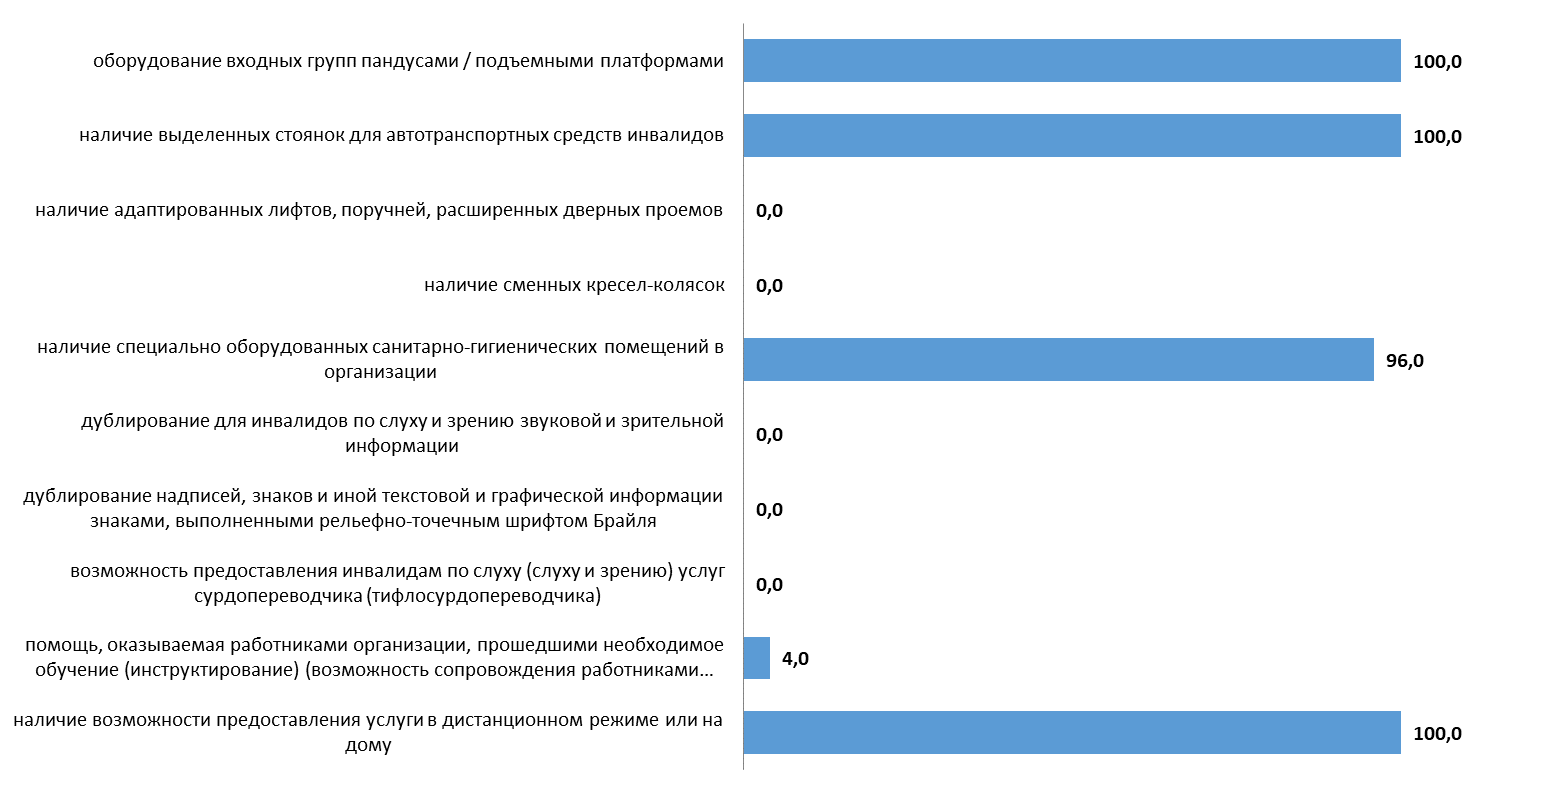 оборудование входных групп пандусами / подъемными платформами
100,0
наличие выделенных стоянок для автотранспортных средств инвалидов
100,0
наличие адаптированных лифтов, поручней, расширенных дверных проемов
0,0
наличие сменных кресел-колясок
0,0
наличие специально оборудованных санитарно-гигиенических помещений в
организации
96,0
дублирование для инвалидов по слуху и зрению звуковой и зрительной
информации
0,0
дублирование надписей, знаков и иной текстовой и графической информации
знаками, выполненными рельефно-точечным шрифтом Брайля
0,0
возможность предоставления инвалидам по слуху (слуху и зрению) услуг
сурдопереводчика (тифлосурдопереводчика)
0,0
помощь, оказываемая работниками организации, прошедшими необходимое
обучение (инструктирование) (возможность сопровождения работниками...
4,0
наличие возможности предоставления услуги в дистанционном режиме или на
дому
100,0